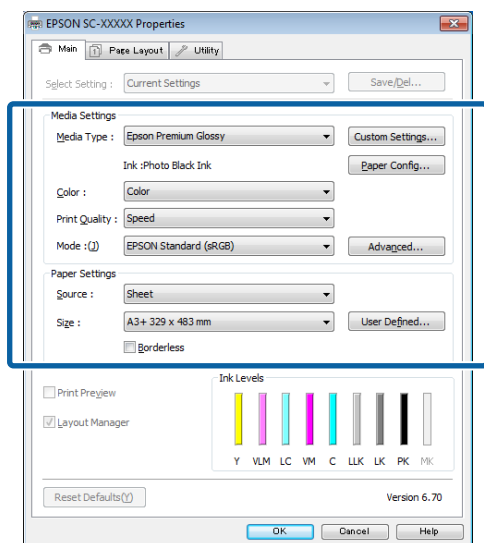 EPSON SC-XXXXX Properties
Main Page Layout Utility
Select Setting : Current Settings Save/Del...
Media Settings
Media Type : Epson Premium Glossy Custom Settings...
Ink :Photo Black Ink Paper Config...
Color : Color
Print Quality : Speed
Mode :(J) EPSON Standard (sRGB) Advanced...
Paper Settings
Source : Sheet
Size : A3+ 329 x 483 mm User Defined...
Borderless
Ink Levels
Print Preview
Layout Manager
Y VLM LC VM C LLK LK PK MK
Reset Defaults(Y) Version 6.70
OK Cancel Help